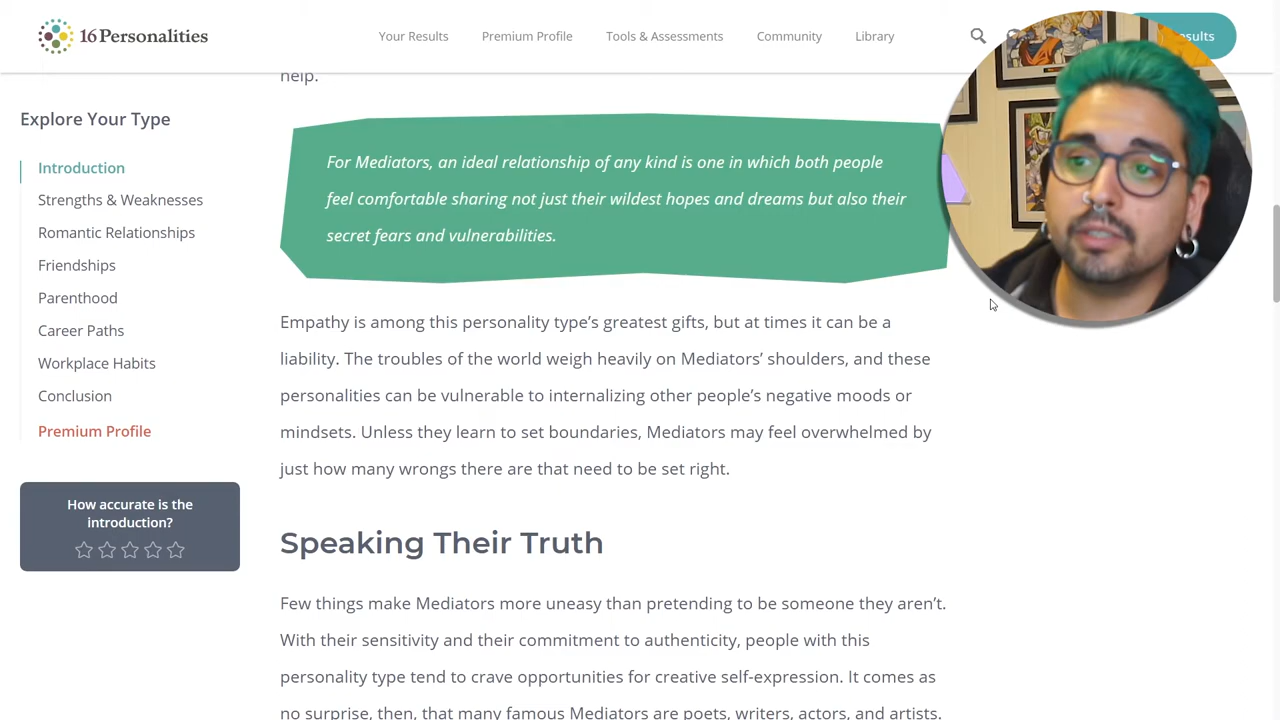 16Personalities
Your Results
Premium Profile
Tools & Assessments
Community
Library
help.
Explore Your Type
Introduction
Strengths & Weaknesses
Romantic Relationships
Friendships
Parenthood
Career Paths
Workplace Habits
Conclusion
Premium Profile
How accurate is the
introduction?
For Mediators, an ideal relationship of any kind is one in which both people
feel comfortable sharing not just their wildest hopes and dreams but also their
secret fears and vulnerabilities.
Empathy is among this personality type’s greatest gifts, but at times it can be a
liability. The troubles of the world weigh heavily on Mediators’ shoulders, and these
personalities can be vulnerable to internalizing other people’s negative moods or
mindsets. Unless they learn to set boundaries, Mediators may feel overwhelmed by
just how many wrongs there are that need to be set right.
Speaking Their Truth
Few things make Mediators more uneasy than pretending to be someone they aren’t.
With their sensitivity and their commitment to authenticity, people with this
personality type tend to crave opportunities for creative self-expression. It comes as
no surprise, then, that many famous Mediators are poets, writers, actors, and artists.